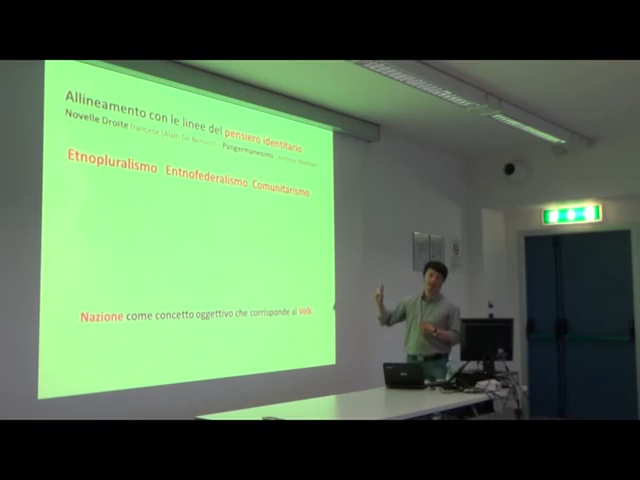 Allineamento con le linee del pensiero identitario
Novelle Droite francese (Alain De Benoist) - Pangermanesimo
Etnopluralismo Entnofederalismo Comunitarismo
Nazione come concetto oggettivo che corrisponde al Volk